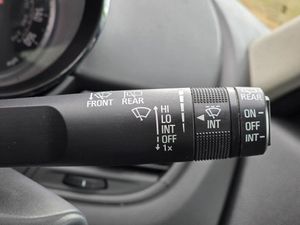 FRONT REAR
HI
LO
INT
OFF
1x
INT
REAR
ON
OFF
INT